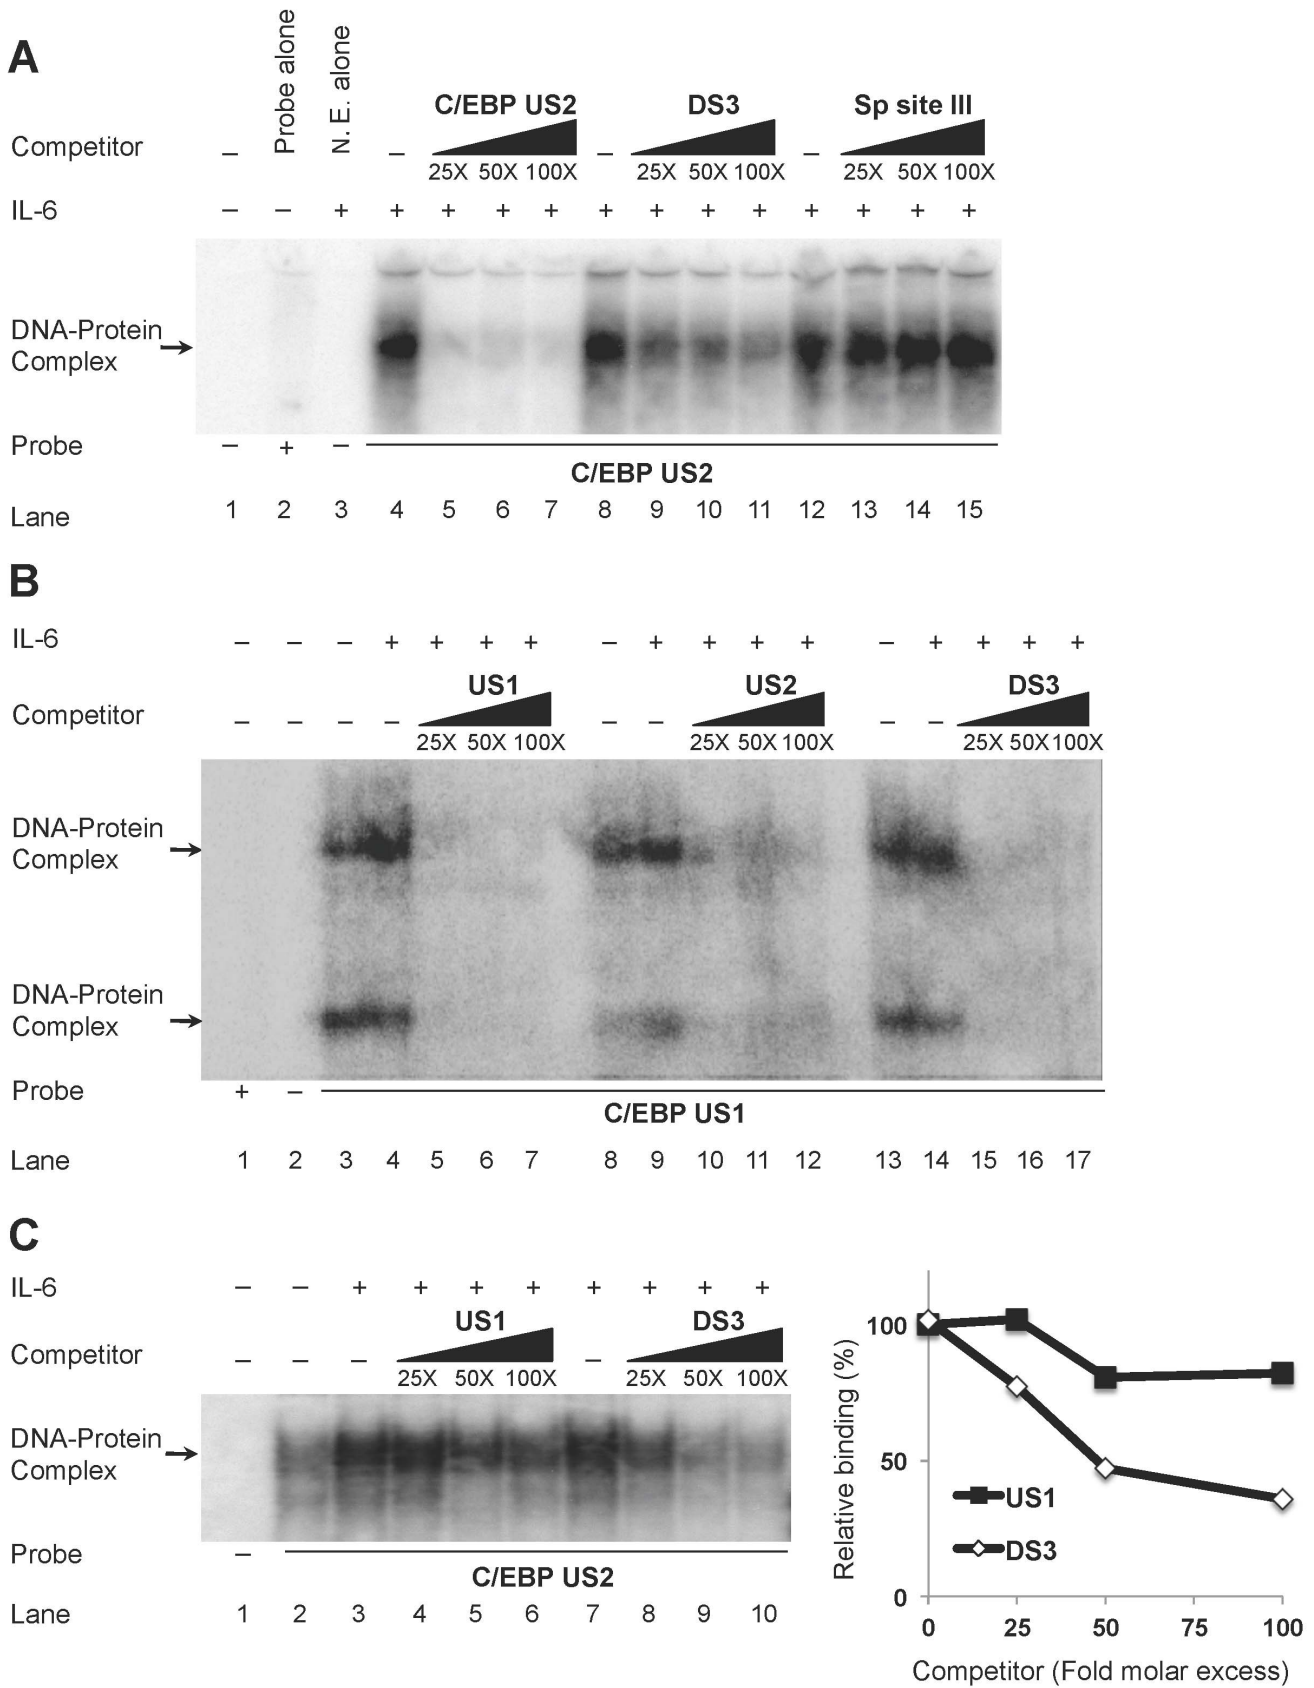 A
Probe alone
N. E. alone
C/EBP US2 DS3 Sp site III
Competitor – – – –
25X 50X 100X 25X 50X 100X 25X 50X 100X
IL-6 – – + + + + + + + + + + + + +
DNA-Protein
Complex
Probe – + –
C/EBP US2
Lane 1 2 3 4 5 6 7 8 9 10 11 12 13 14 15
B
IL-6 – – – + + + + – + + + + – + + + +
US1 US2 DS3
Competitor – – – – – – – –
25X 50X 100X 25X 50X 100X 25X 50X 100X
DNA-Protein
Complex
DNA-Protein
Complex
Probe + –
C/EBP US1
Lane 1 2 3 4 5 6 7 8 9 10 11 12 13 14 15 16 17
C
IL-6 – – + + + + + + + +
US1 DS3
Competitor – – – –
25X 50X 100X 25X 50X 100X
DNA-Protein
Complex
Probe –
C/EBP US2
Lane 1 2 3 4 5 6 7 8 9 10
Relative binding (%)
100
50
0
US1
DS3
0 25 50 75 100
Competitor (Fold molar excess)